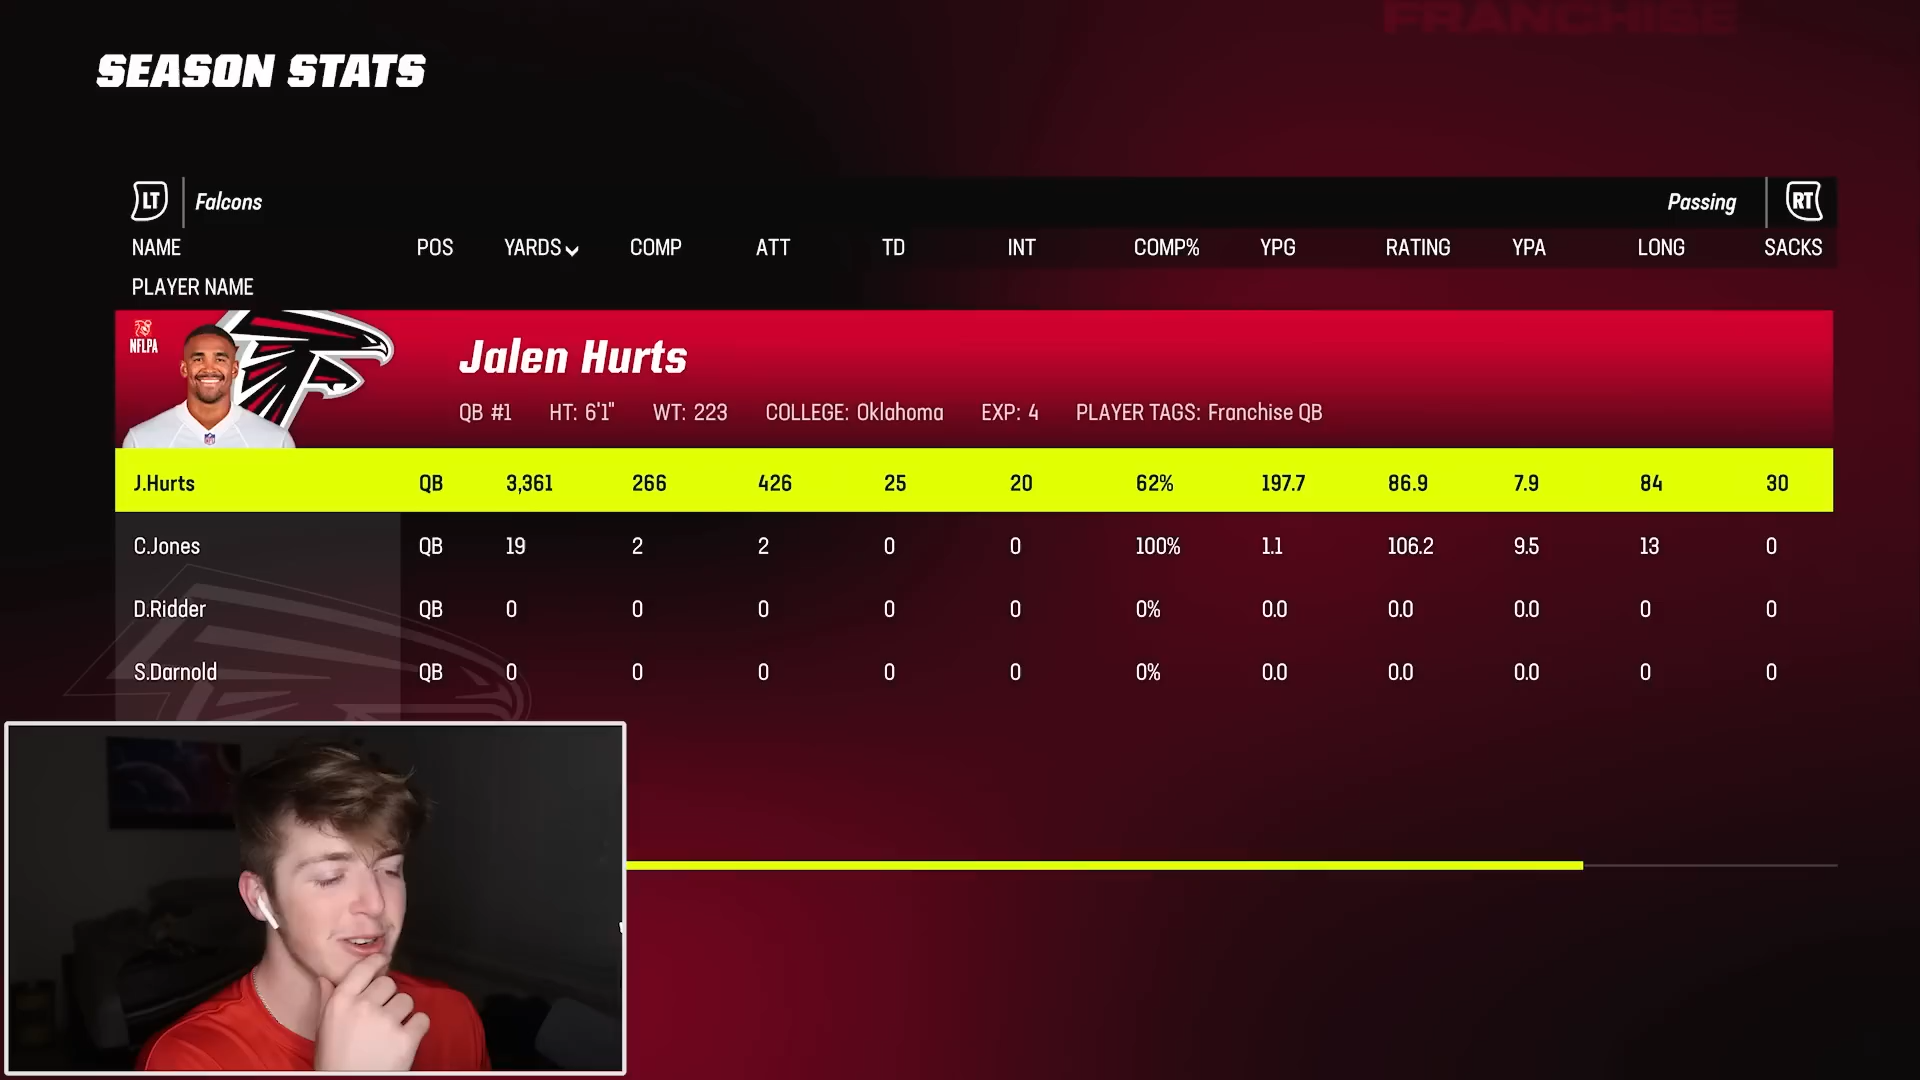 FRANCHISE
SEASON STATS
LT Falcons Passing RT
NAME POS YARDS COMP ATT TD INT COMP% YPG RATING YPA LONG SACKS
PLAYER NAME
NFLPA
Jalen Hurts
QB #1 HT: 6'1" WT: 223 COLLEGE: Oklahoma EXP: 4 PLAYER TAGS: Franchise QB
J.Hurts QB 3,361 266 426 25 20 62% 197.7 86.9 7.9 84 30
C.Jones QB 19 2 2 0 0 100% 1.1 106.2 9.5 13 0
D.Ridder QB 0 0 0 0 0 0% 0.0 0.0 0.0 0 0
S.Darnold QB 0 0 0 0 0 0% 0.0 0.0 0.0 0 0